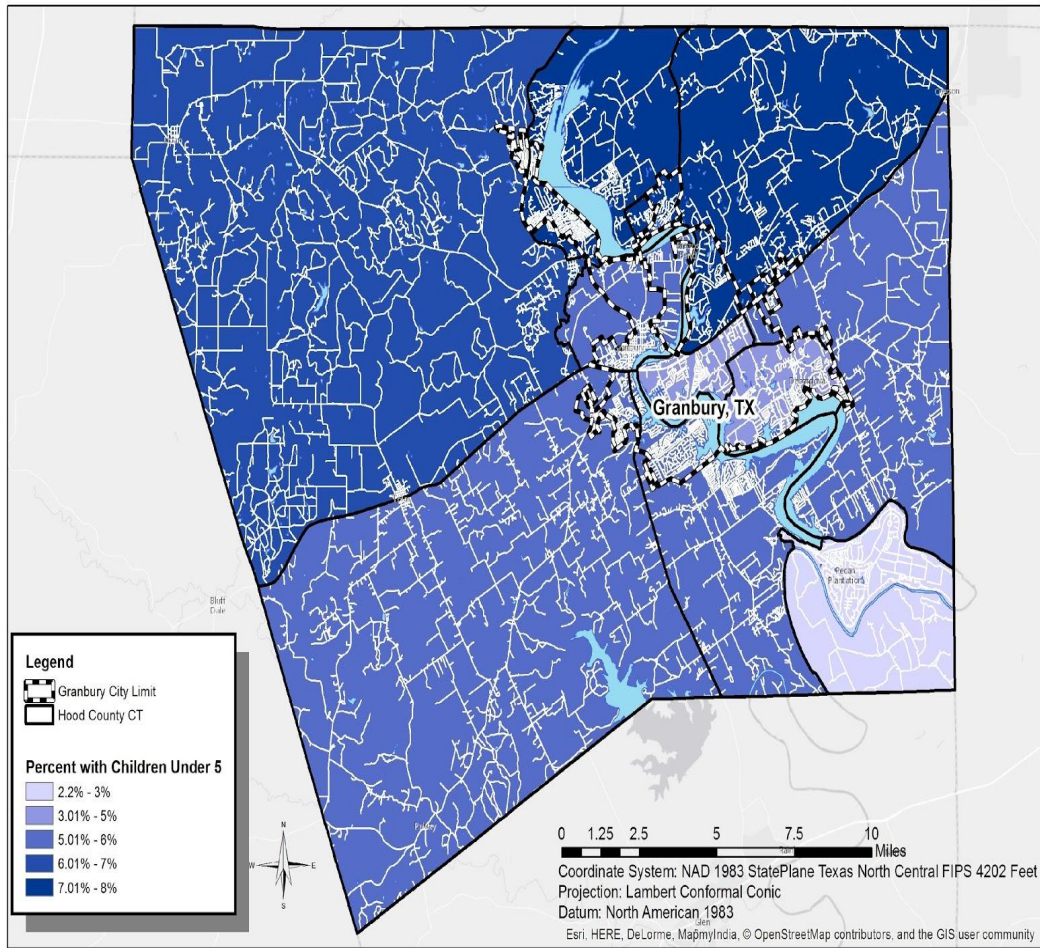 Cresson
Granbury, TX
Pecan
Plantation
Bluff
Dale
Paluxy
Legend
Granbury City Limit
Hood County CT
Percent with Children Under 5
2.2% - 3%
3.01% - 5%
5.01% - 6%
6.01% - 7%
7.01% - 8%
N
W
E
S
0 1.25 2.5 5 7.5 10
Miles
Coordinate System: NAD 1983 StatePlane Texas North Central FIPS 4202 Feet
Projection: Lambert Conformal Conic
Datum: North American 1983
Glen
Esri, HERE, DeLorme, MapmyIndia, © OpenStreetMap contributors, and the GIS user community